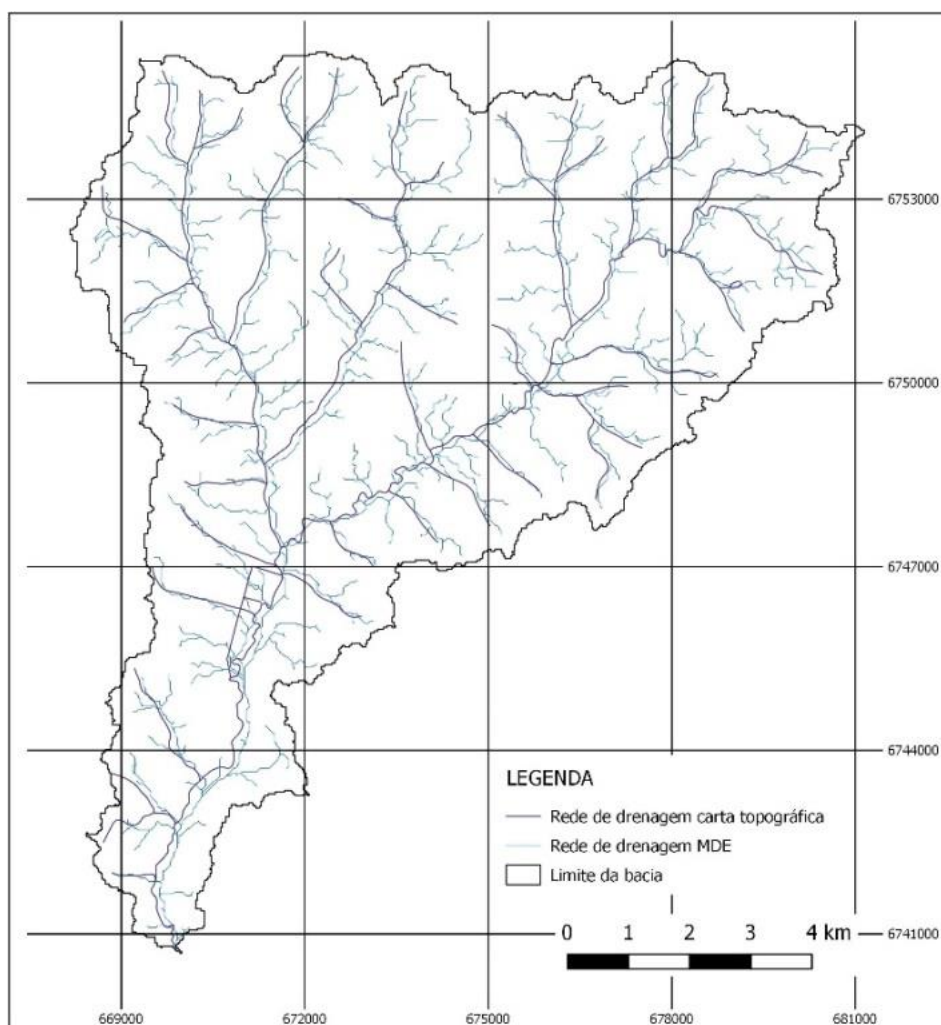 6753000
6750000
6747000
6744000
LEGENDA
Rede de drenagem carta topográfica
Rede de drenagem MDE
Limite da bacia
0 1 2 3 4 km
6741000
669000 672000 675000 678000 681000